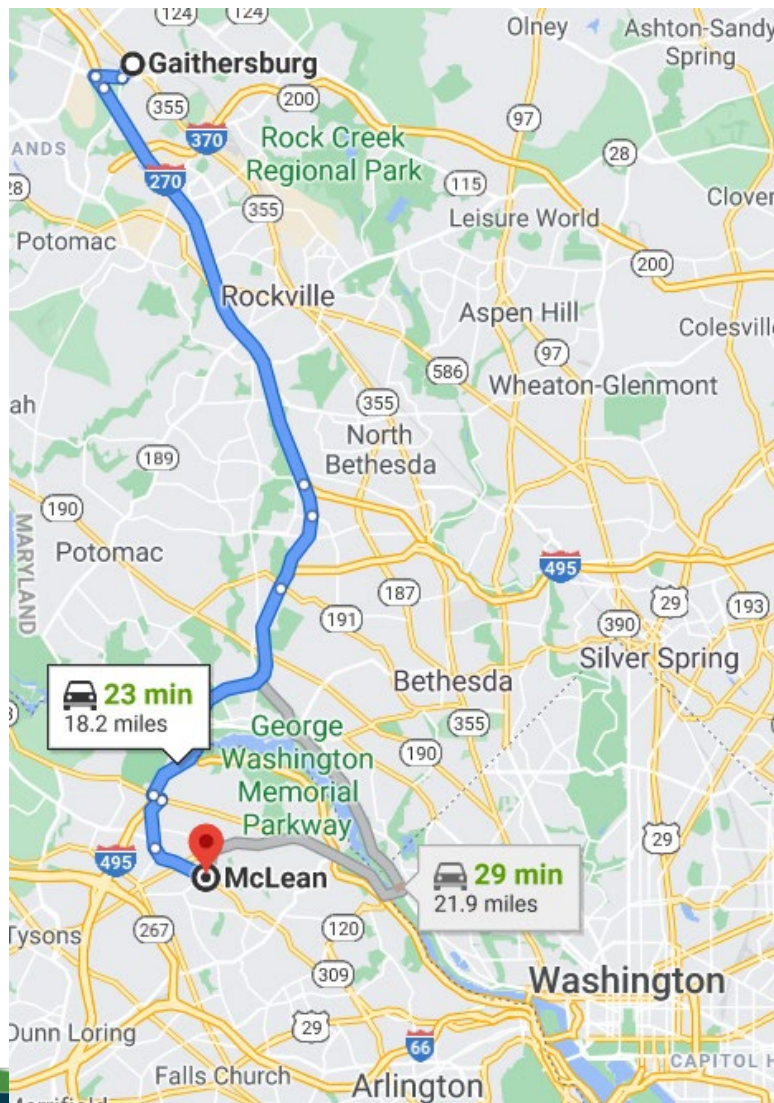 124
124
Olney
Ashton-Sandy
Spring
Gaithersburg
355
200
97
ANDS
370
Rock Creek
Regional Park
28
270
115
28
355
Clover
Leisure World
Potomac
200
Rockville
Aspen Hill
Colesville
97
586
ah
355
Wheaton-Glenmont
North
Bethesda
189
190
MARYLAND
Potomac
495
187
29
193
191
390
Silver Spring
23 min
18.2 miles
Bethesda
355
George
Washington
Memorial
Parkway
190
29
495
McLean
29 min
21.9 miles
Tysons
267
120
309
Washington
Dunn Loring
29
66
CAPITOL H
Falls Church
Arlington
Merrifield